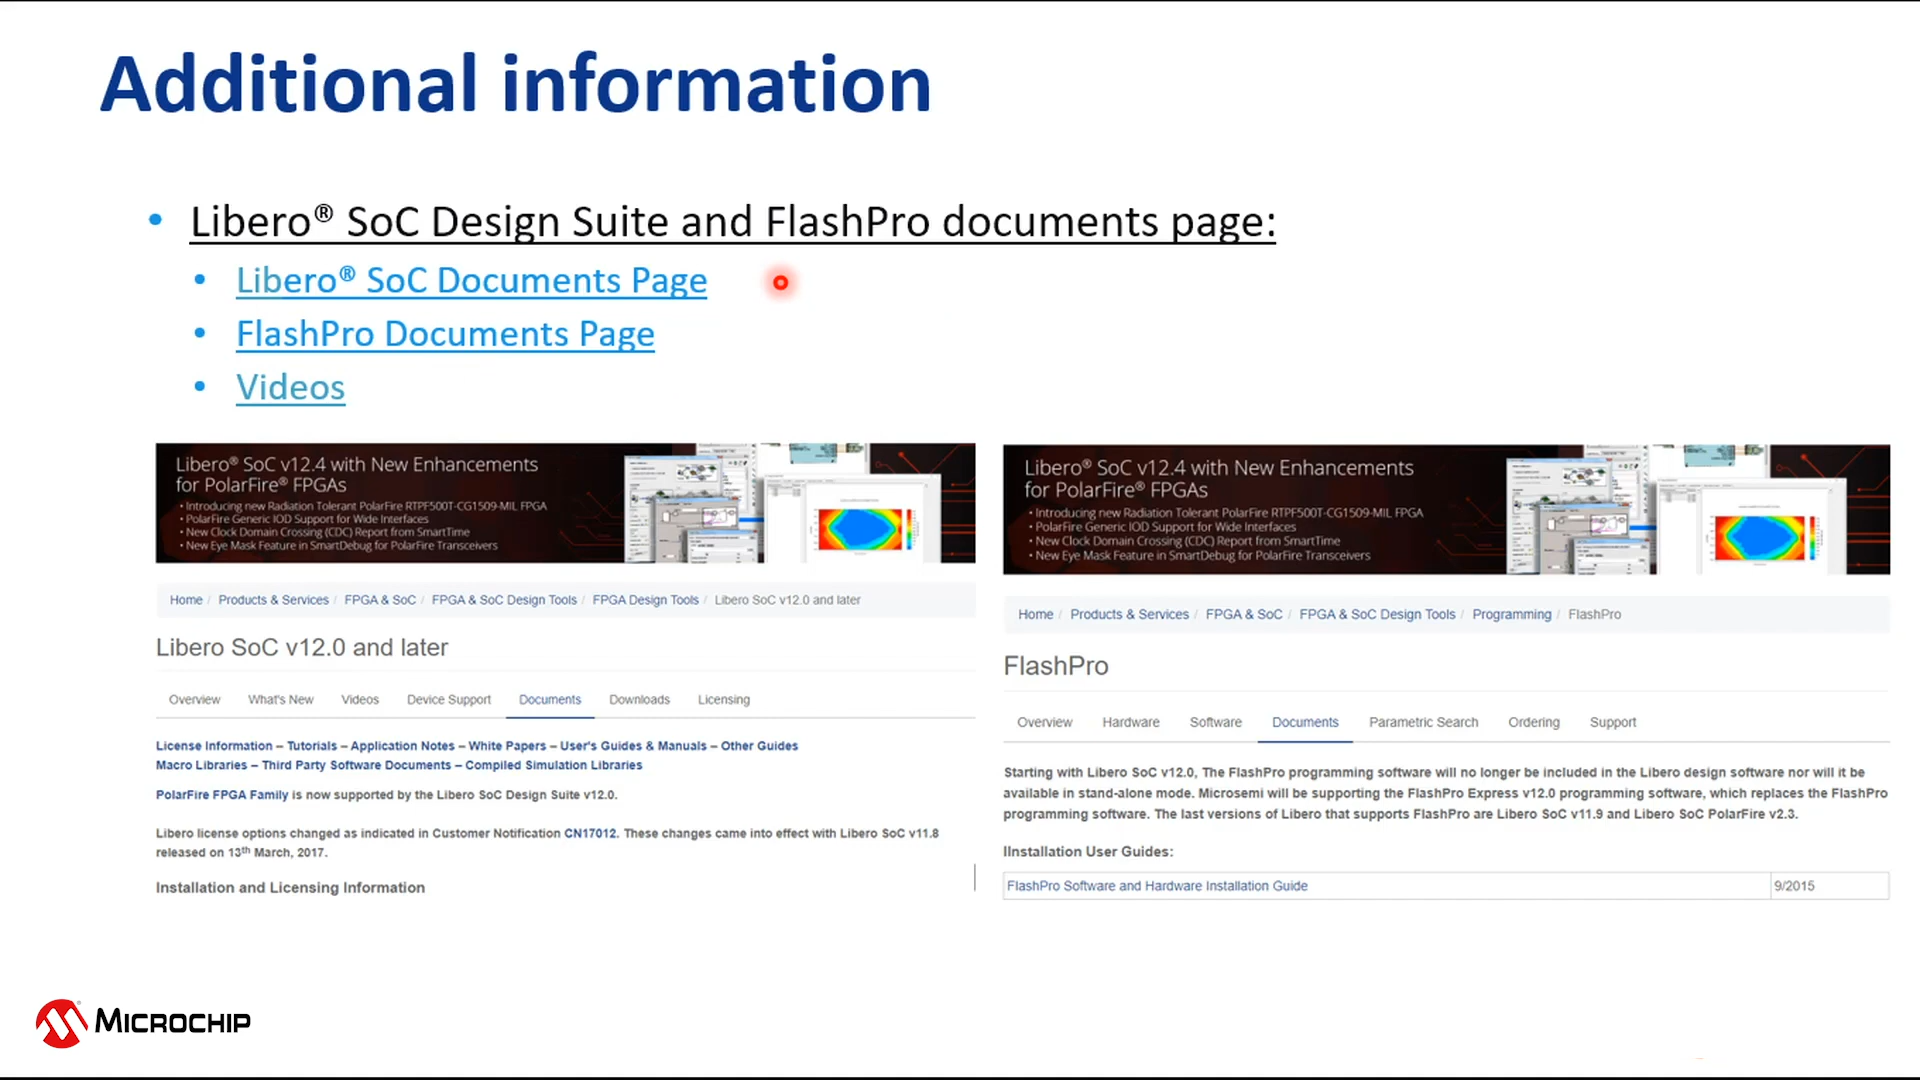 Additional information
• Libero® SoC Design Suite and FlashPro documents page:
• Libero® SoC Documents Page
• FlashPro Documents Page
• Videos
Libero® SoC v12.4 with New Enhancements
for PolarFire® FPGAs
• Introducing new Radiation Tolerant PolarFire RTPF500T-CG1509-MIL FPGA
• PolarFire Generic IOD Support for Wide Interfaces
• New Clock Domain Crossing (CDC) Report from SmartTime
• New Eye Mask Feature in SmartDebug for PolarFire Transceivers
Home / Products & Services / FPGA & SoC / FPGA & SoC Design Tools / FPGA Design Tools / Libero SoC v12.0 and later
Libero SoC v12.0 and later
Overview What's New Videos Device Support Documents Downloads Licensing
License Information – Tutorials – Application Notes – White Papers – User's Guides & Manuals – Other Guides
Macro Libraries – Third Party Software Documents – Compiled Simulation Libraries
PolarFire FPGA Family is now supported by the Libero SoC Design Suite v12.0.
Libero license options changed as indicated in Customer Notification CN17012. These changes came into effect with Libero SoC v11.8
released on 13th March, 2017.
Installation and Licensing Information
Libero® SoC v12.4 with New Enhancements
for PolarFire® FPGAs
• Introducing new Radiation Tolerant PolarFire RTPF500T-CG1509-MIL FPGA
• PolarFire Generic IOD Support for Wide Interfaces
• New Clock Domain Crossing (CDC) Report from SmartTime
• New Eye Mask Feature in SmartDebug for PolarFire Transceivers
Home / Products & Services / FPGA & SoC / FPGA & SoC Design Tools / Programming / FlashPro
FlashPro
Overview Hardware Software Documents Parametric Search Ordering Support
Starting with Libero SoC v12.0, The FlashPro programming software will no longer be included in the Libero design software nor will it be
available in stand-alone mode. Microsemi will be supporting the FlashPro Express v12.0 programming software, which replaces the FlashPro
programming software. The last versions of Libero that supports FlashPro are Libero SoC v11.9 and Libero SoC PolarFire v2.3.
IInstallation User Guides:
FlashPro Software and Hardware Installation Guide 9/2015
MICROCHIP